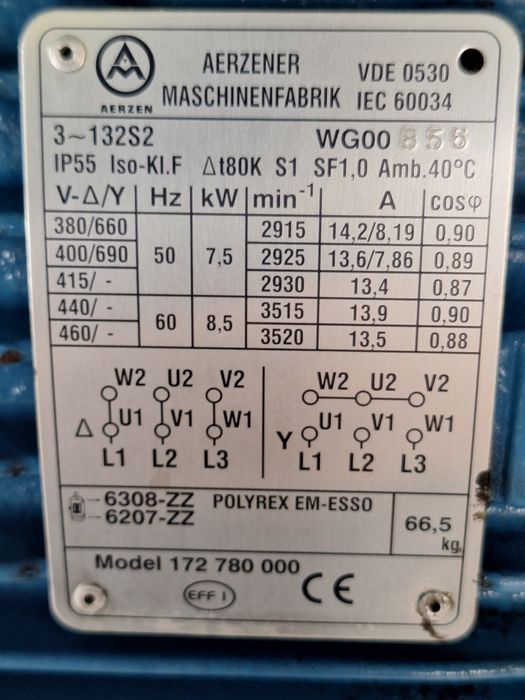 AERZENER
VDE 0530
MASCHINENFABRIK IEC 60034
AERZEN
3~132S2 WG00 856
IP55 Iso-Kl.F Δt80K S1 SF1,0 Amb.40°C
V-Δ/Y Hz kW min-1 A cosφ
380/660 2915 14,2/8,19 0,90
400/690 50 7,5 2925 13,6/7,86 0,89
415/ - 2930 13,4 0,87
440/ - 60 8,5 3515 13,9 0,90
460/ - 3520 13,5 0,88
W2 U2 V2 W2 U2 V2
Δ U1 V1 W1 Y U1 V1 W1
L1 L2 L3 L1 L2 L3
6308-ZZ POLYREX EM-ESSO
6207-ZZ
66,5
kg
Model 172 780 000
EFF I CE